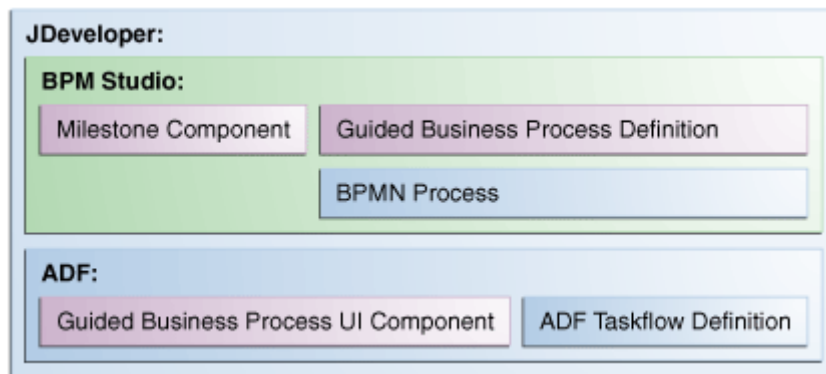 JDeveloper:
BPM Studio:
Milestone Component
Guided Business Process Definition
BPMN Process
ADF:
Guided Business Process UI Component
ADF Taskflow Definition